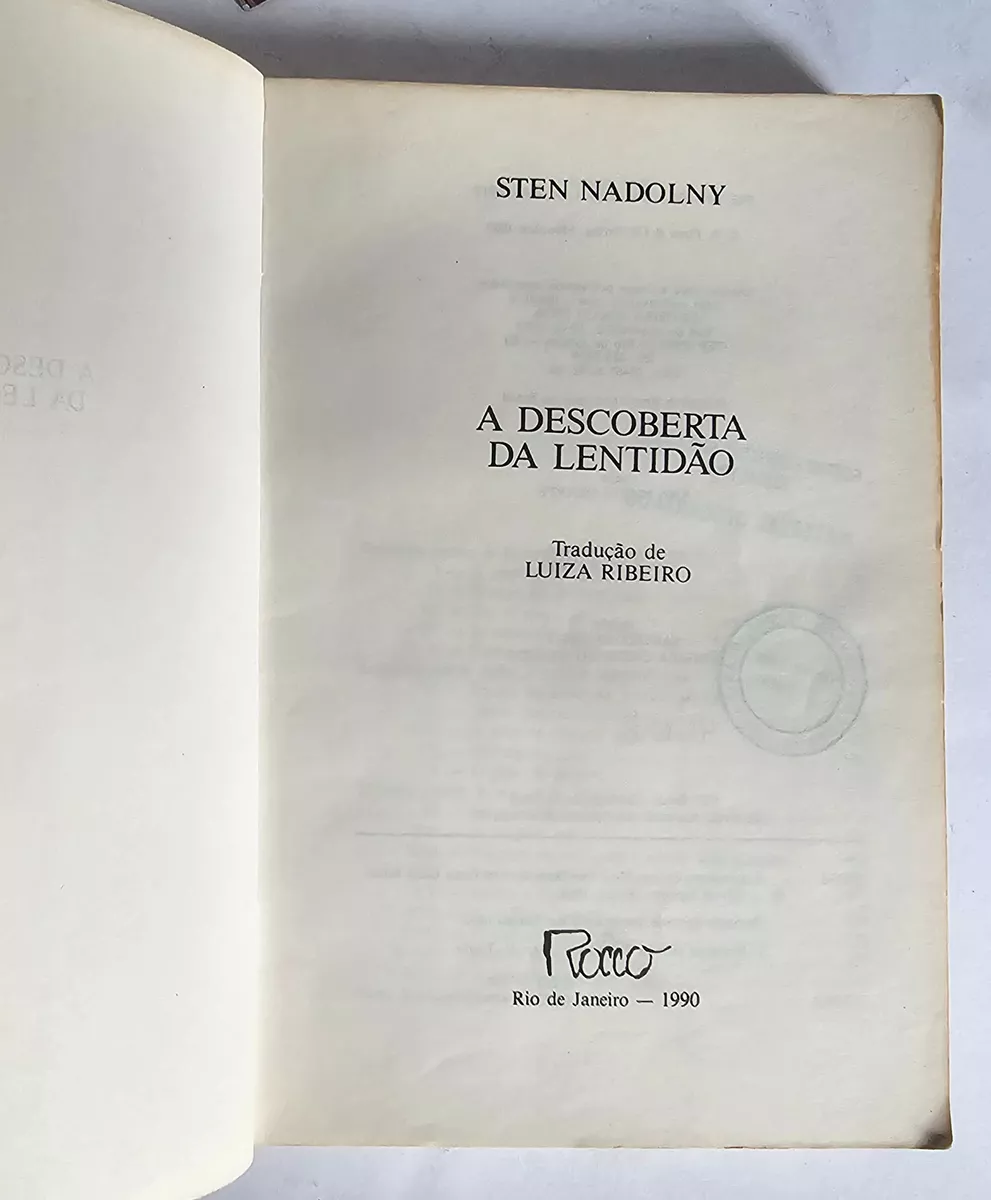 STEN NADOLNY
A DESCOBERTA
DA LENTIDÃO
Tradução de
LUIZA RIBEIRO
Rocco
Rio de Janeiro — 1990